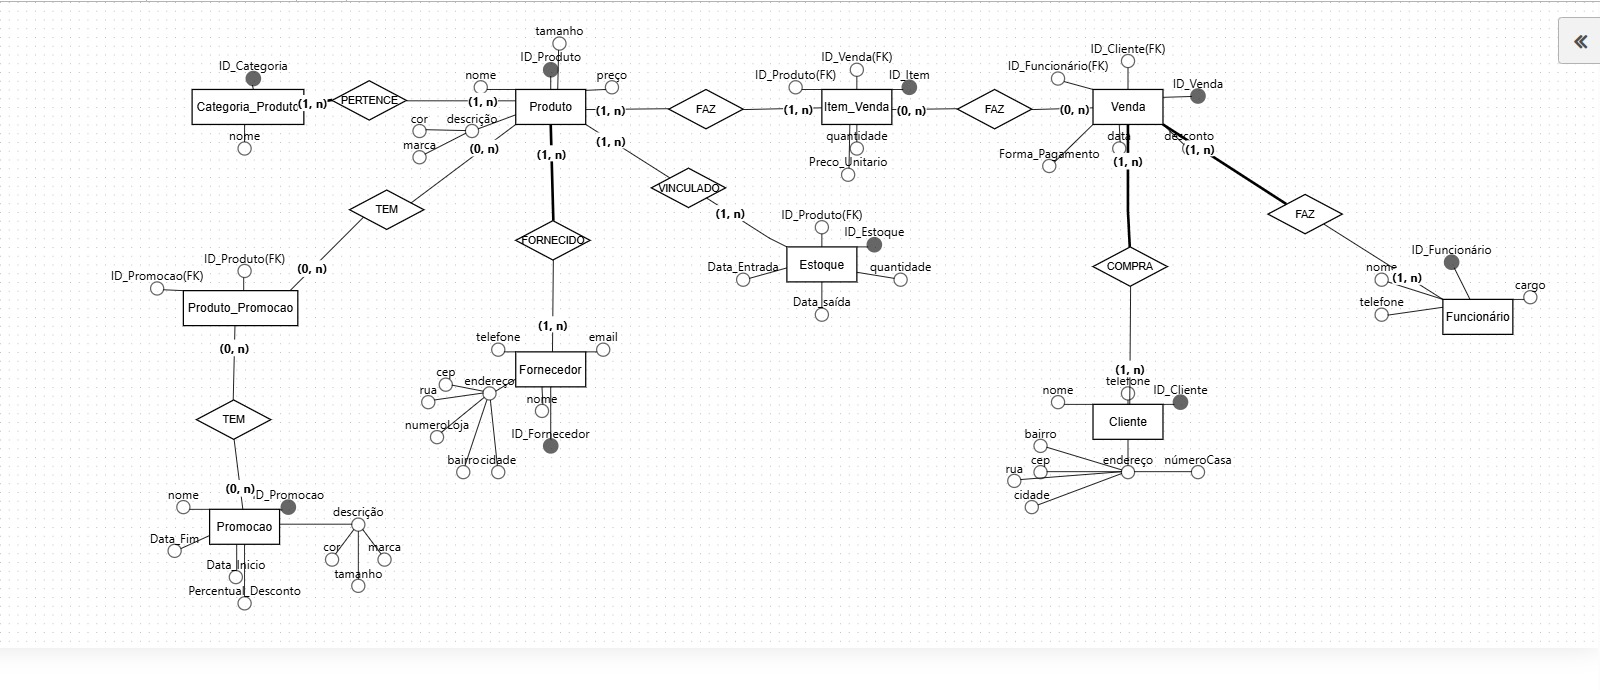 tamanho
ID_Cliente(FK)
ID_Produto
ID_Venda(FK)
ID_Categoria
ID_Funcionário(FK)
nome
preço
ID_Produto(FK)
ID_Item
ID_Venda
Categoria_Produto
(1, n)
PERTENCE
(1, n)
Produto
(1, n)
FAZ
(1, n)
Item_Venda
(0, n)
FAZ
(0, n)
Venda
cor
descrição
nome
marca
(0, n)
(1, n)
(1, n)
quantidade
Preco_Unitario
data
desconto
Forma_Pagamento
(1, n)
(1, n)
TEM
VINCULADO
(1, n)
ID_Produto(FK)
FAZ
FORNECIDO
ID_Estoque
Estoque
Data_Entrada
quantidade
Data_saída
COMPRA
ID_Funcionário
nome
(1, n)
telefone
cargo
Funcionário
ID_Produto(FK)
ID_Promocao(FK)
(0, n)
Produto_Promocao
(0, n)
(1, n)
telefone
email
Fornecedor
cep
endereço
rua
nome
numeroLoja
ID_Fornecedor
bairro
cidade
(1, n)
telefone
nome
ID_Cliente
Cliente
bairro
cep
endereço
númeroCasa
rua
cidade
TEM
(0, n)
nome
ID_Promocao
descrição
Promocao
Data_Fim
cor
marca
Data_Inicio
tamanho
Percentual_Desconto